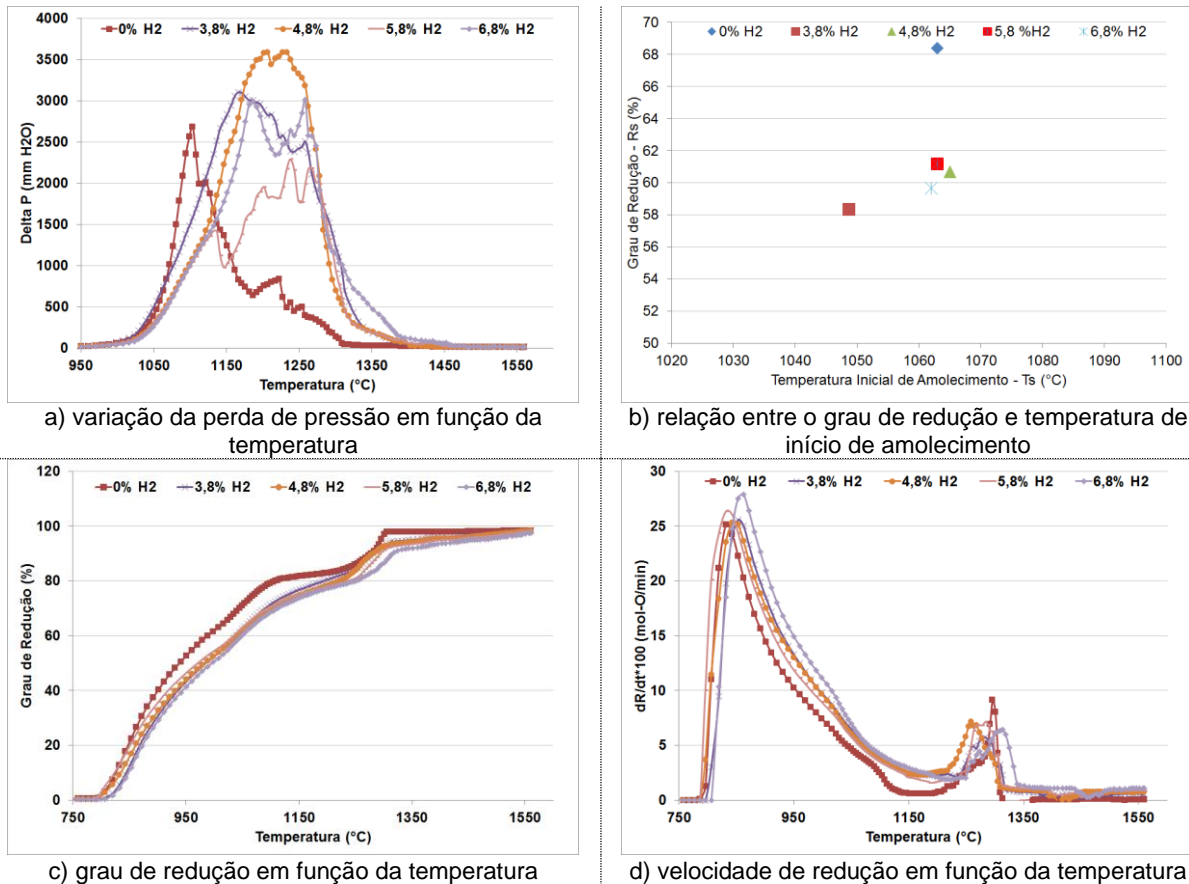 0% H2 3,8% H2 4,8% H2 5,8% H2 6,8% H2
4000
3500
3000
2500
2000
1500
1000
500
0
Delta P (mm H2O)
950 1050 1150 1250 1350 1450 1550
Temperatura (°C)
a) variação da perda de pressão em função da
temperatura
0% H2 3,8% H2 4,8% H2 5,8 %H2 6,8% H2
70
68
66
64
62
60
58
56
54
52
50
Grau de Redução - Rs (%)
1020 1030 1040 1050 1060 1070 1080 1090 1100
Temperatura Inicial de Amolecimento - Ts (°C)
b) relação entre o grau de redução e temperatura de
início de amolecimento
0% H2 3,8% H2 4,8% H2 5,8% H2 6,8% H2
120
100
80
60
40
20
0
Grau de Redução (%)
750 950 1150 1350 1550
Temperatura (°C)
c) grau de redução em função da temperatura
0% H2 3,8% H2 4,8% H2 5,8% H2 6,8% H2
30
25
20
15
10
5
0
dR/dt*100 (mol-O/min)
750 950 1150 1350 1550
Temperatura (°C)
d) velocidade de redução em função da temperatura